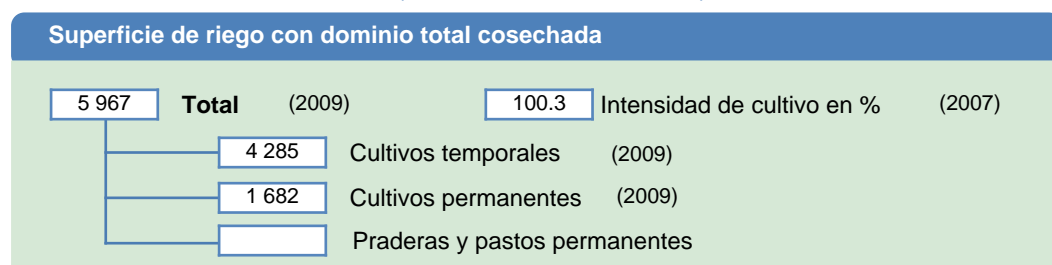 Superficie de riego con dominio total cosechada
5 967 Total (2009) 100.3 Intensidad de cultivo en % (2007)
4 285 Cultivos temporales (2009)
1 682 Cultivos permanentes (2009)
Praderas y pastos permanentes